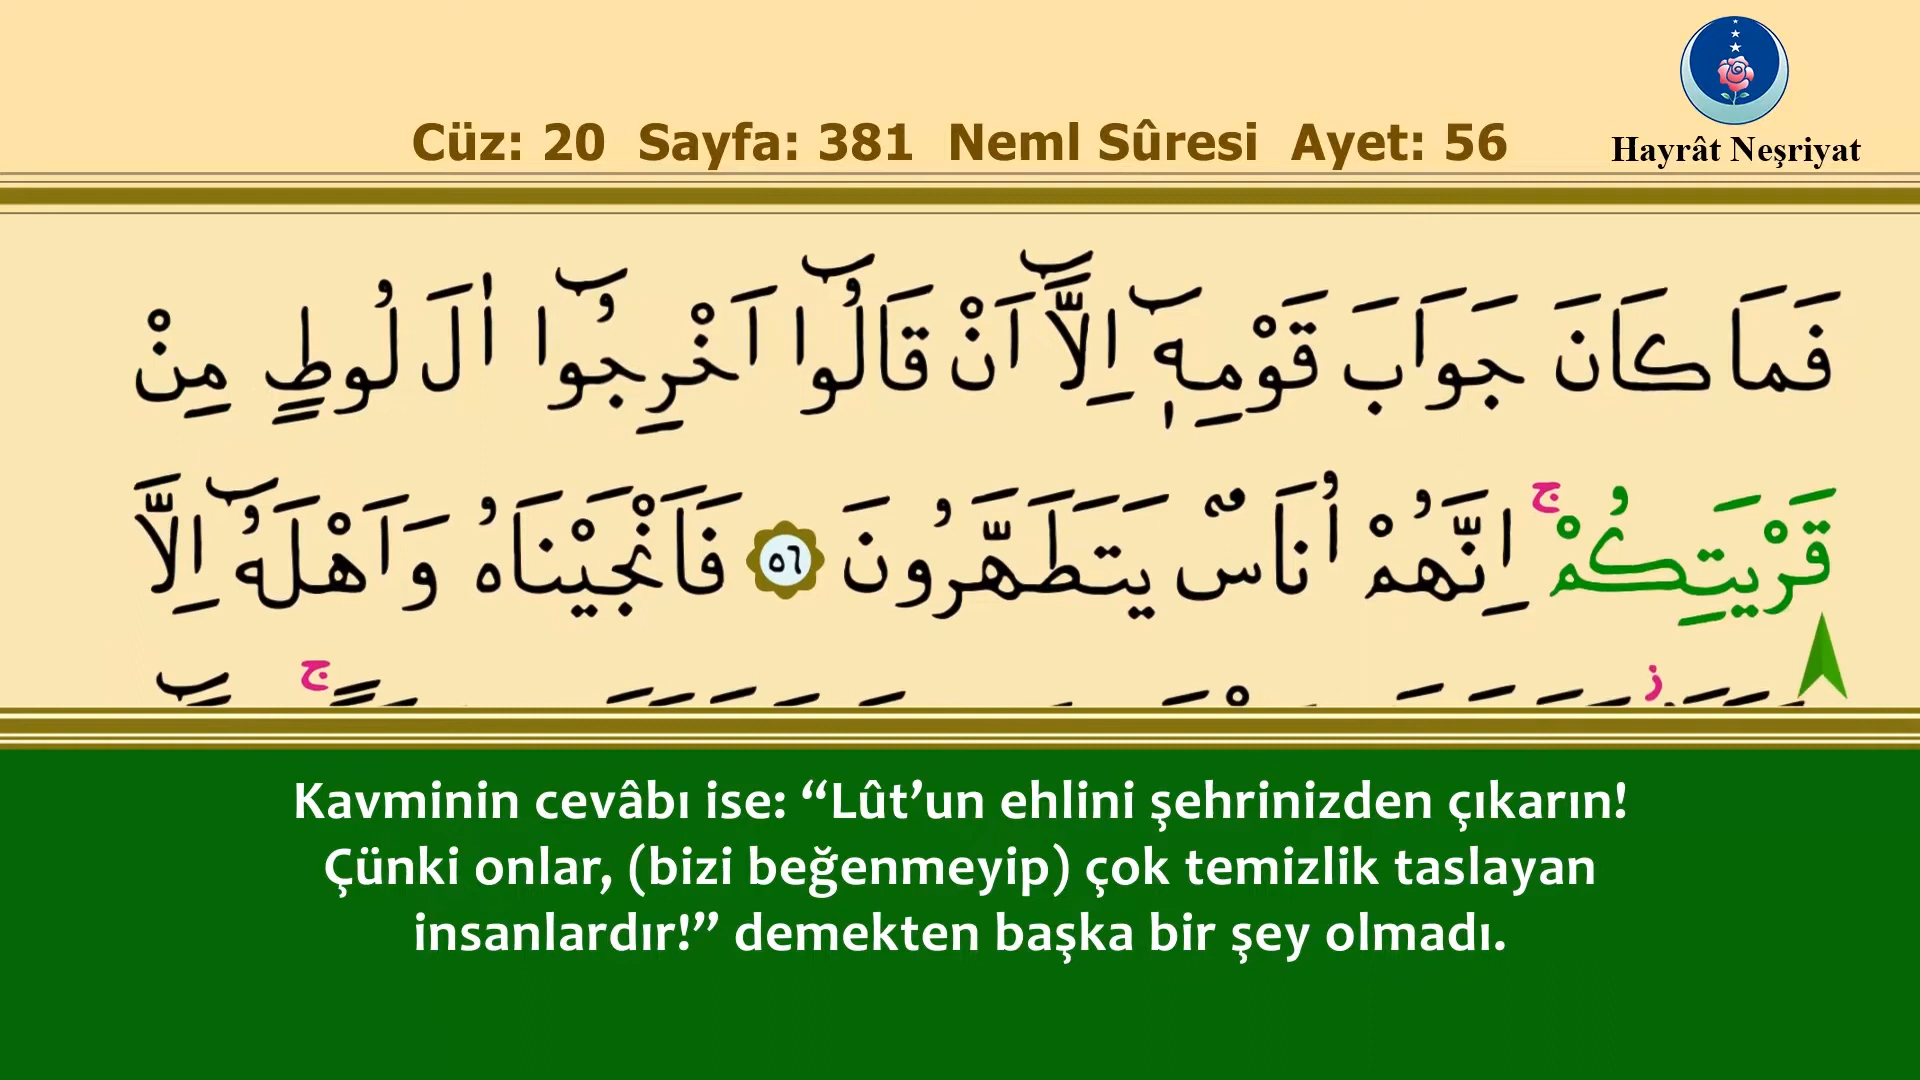 Cüz: 20 Sayfa: 381 Neml Sûresi Ayet: 56
Hayrât Neşriyat
فَمَا كَانَ جَوَابَ قَوْمِهٖٓ اِلَّٓا اَنْ قَالُٓوا اَخْرِجُٓوا اٰلَ لُوطٍ مِنْ
قَرْيَتِكُمْۚ اِنَّهُمْ اُنَاسٌ يَتَطَهَّرُونَ ﴿٥٦﴾ فَاَنْجَيْنَاهُ وَاَهْلَهُٓ اِلَّا
Kavminin cevâbı ise: “Lût’un ehlini şehrinizden çıkarın!
Çünki onlar, (bizi beğenmeyip) çok temizlik taslayan
insanlardır!” demekten başka bir şey olmadı.